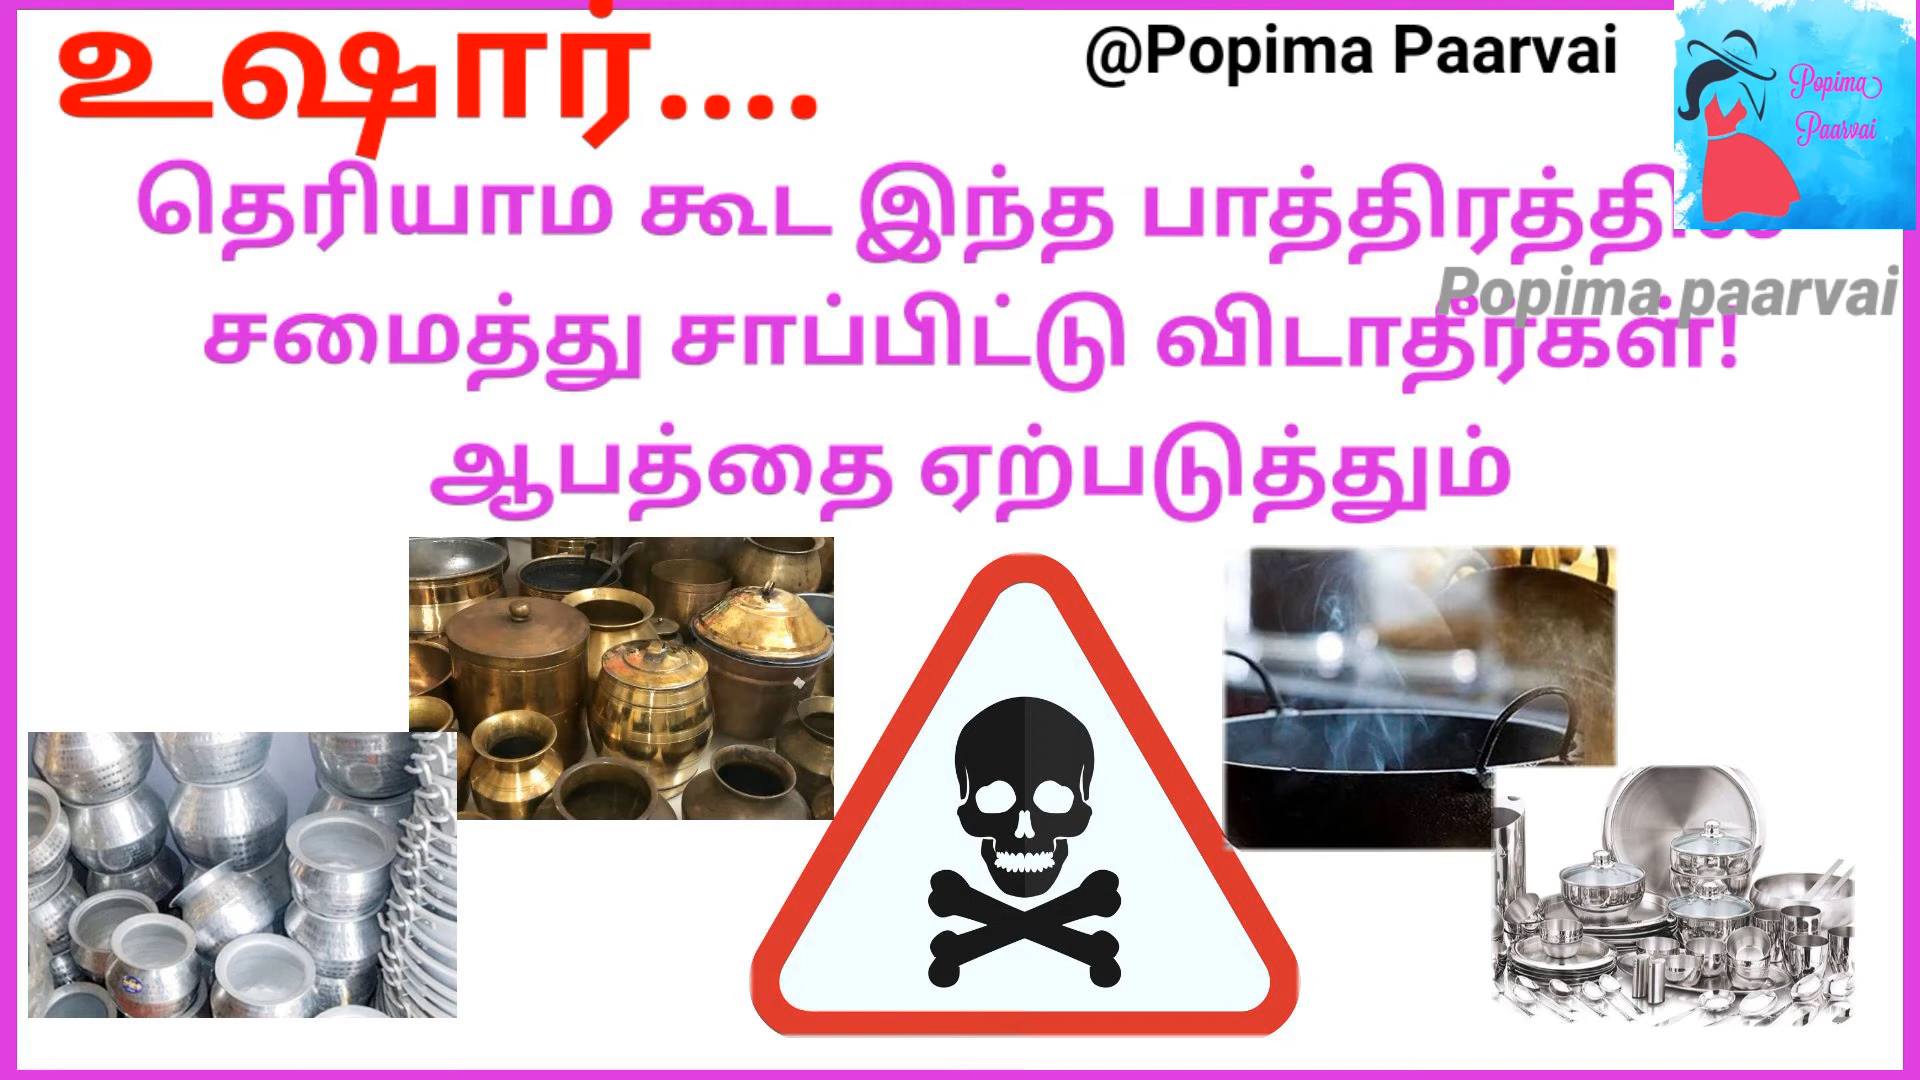 உஷார்....
@Popima Paarvai
Popima
Paarvai
தெரியாம கூட இந்த பாத்திரத்தில்
Popima paarvai
சமைத்து சாப்பிட்டு விடாதீர்கள்!
ஆபத்தை ஏற்படுத்தும்